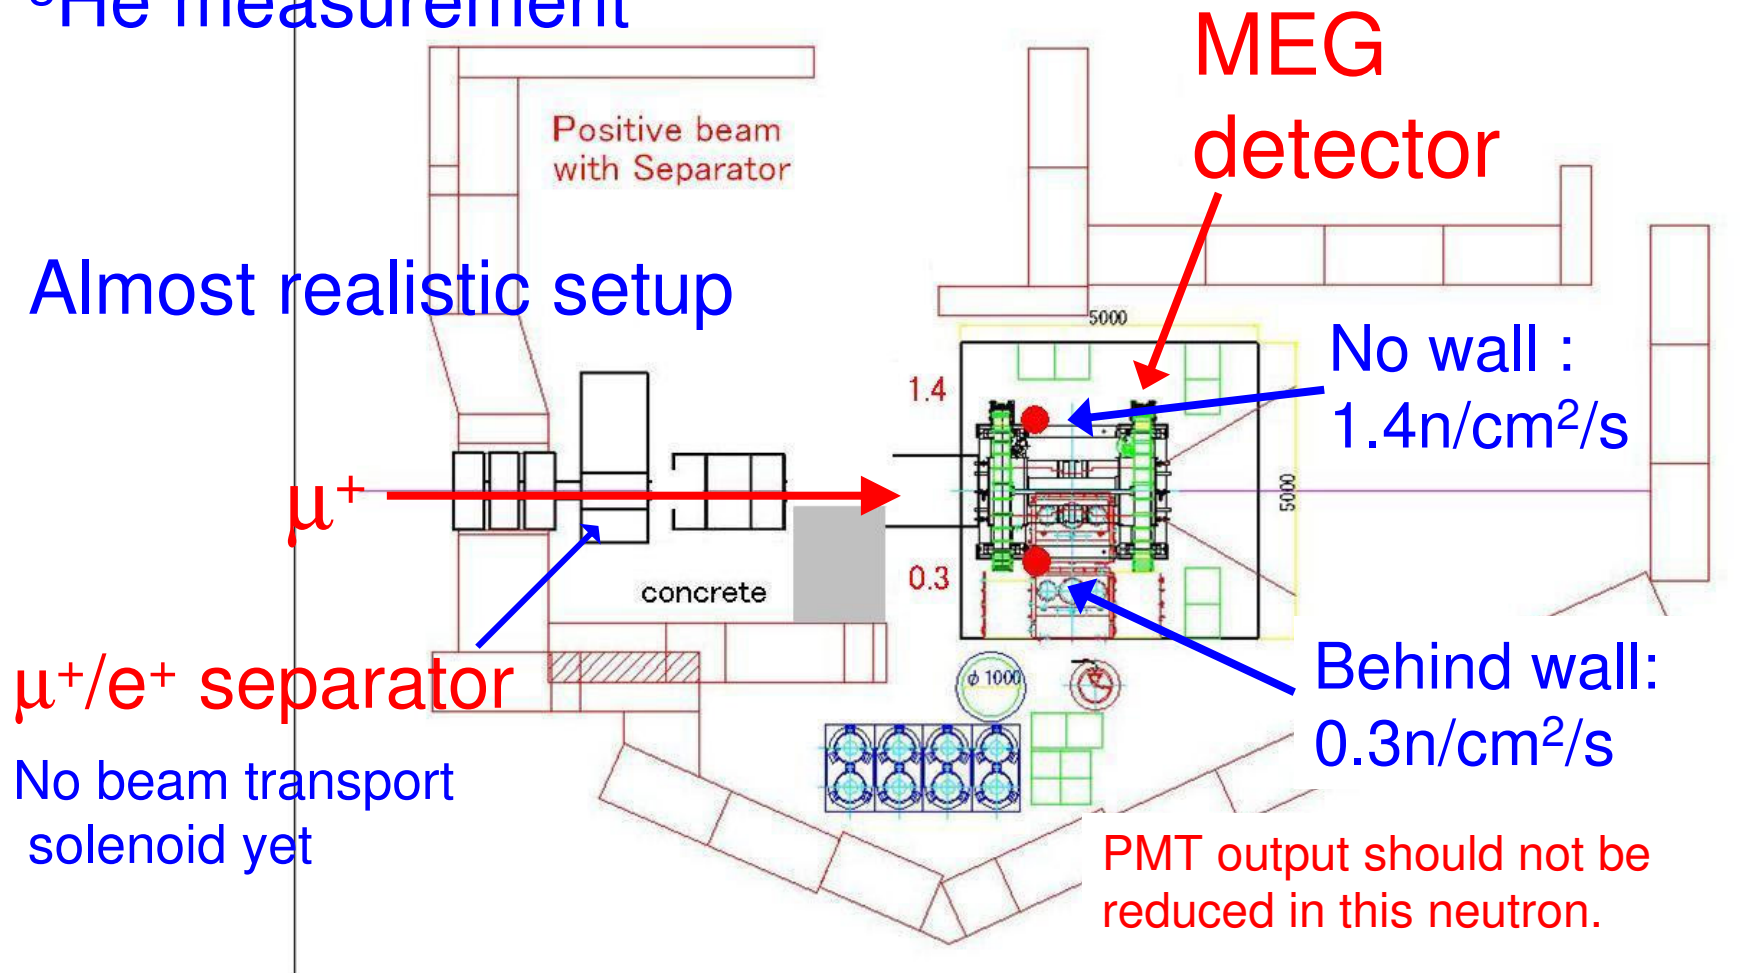 ³He measurement
MEG
detector
Positive beam
with Separator
Almost realistic setup
5000
No wall :
1.4n/cm²/s
1.4
5000
μ⁺
0.3
concrete
μ⁺/e⁺ separator
φ 1000
Behind wall:
0.3n/cm²/s
No beam transport
solenoid yet
PMT output should not be
reduced in this neutron.